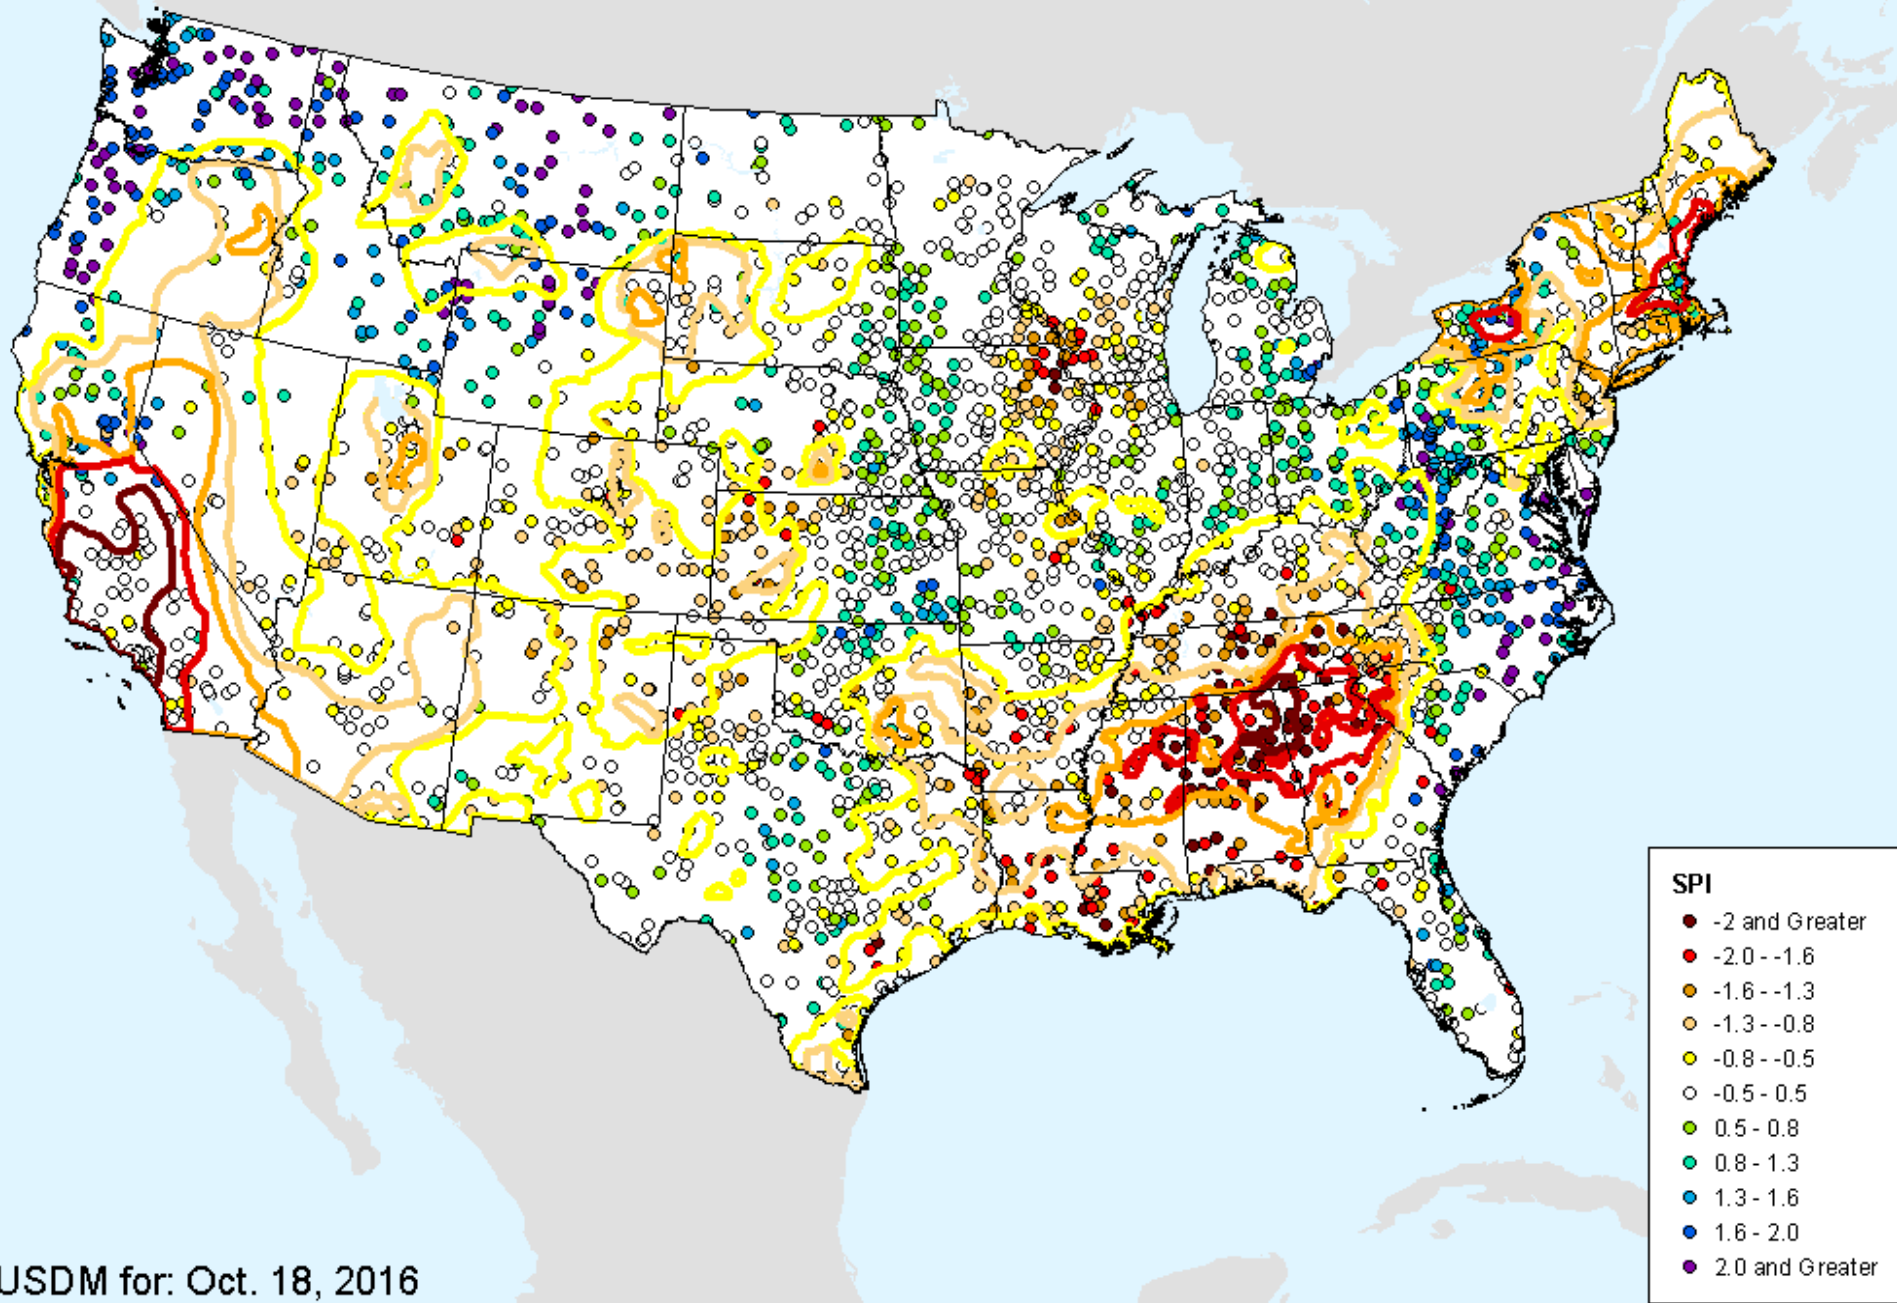 SPI
-2 and Greater
-2.0 - -1.6
-1.6 - -1.3
-1.3 - -0.8
-0.8 - -0.5
-0.5 - 0.5
0.5 - 0.8
0.8 - 1.3
1.3 - 1.6
1.6 - 2.0
2.0 and Greater
USDM for: Oct. 18, 2016